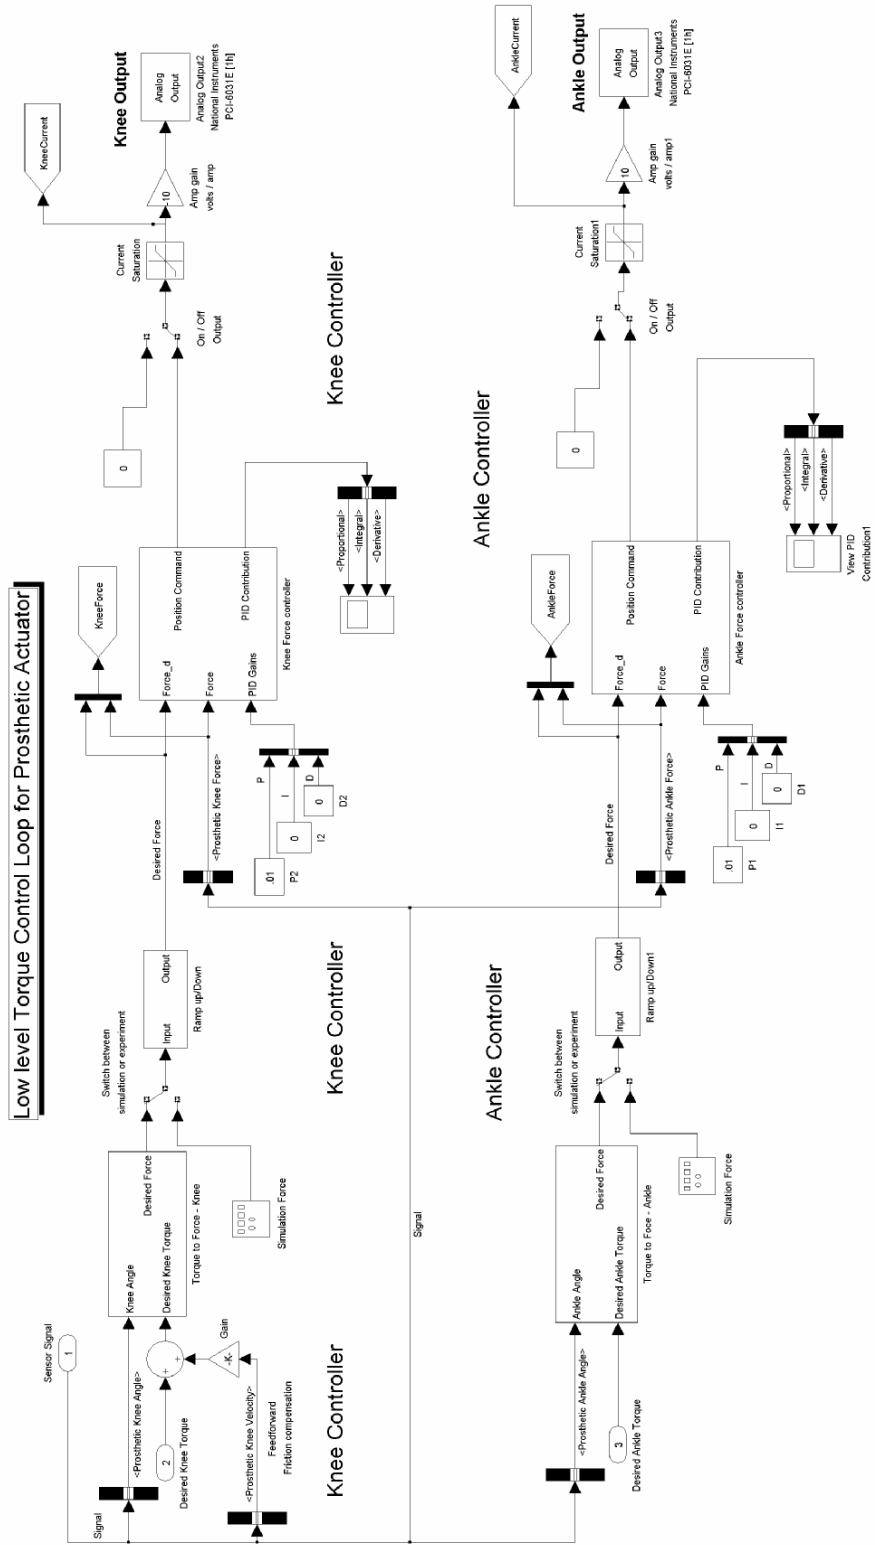 Low level Torque Control Loop for Prosthetic Actuator
Sensor Signal
1
Signal
<Prosthetic Knee Angle>
2
Desired Knee Torque
<Prosthetic Knee Velocity>
Feedforward
Friction compensation
-K-
Gain
Knee Angle
Desired Knee Torque
Desired Force
Torque to Force - Knee
Simulation Force
Switch between
simulation or experiment
Input
Output
Ramp up/Down
Desired Force
<Prosthetic Knee Force>
.01
P2
P
0
I2
I
0
D2
D
KneeForce
Force_d
Force
PID Gains
Position Command
PID Contribution
Knee Force controller
<Proportional>
<Integral>
<Derivative>
0
On / Off
Output
Current
Saturation
KneeCurrent
-10
Amp gain
volts / amp
Knee Output
Analog
Output
Analog Output2
National Instruments
PCI-6031E [1h]
Knee Controller
Knee Controller
Knee Controller
Signal
<Prosthetic Ankle Angle>
3
Desired Ankle Torque
Ankle Angle
Desired Ankle Torque
Desired Force
Torque to Foce - Ankle
Simulation Force
Ankle Controller
Switch between
simulation or experiment
Input
Output
Ramp up/Down1
Desired Force
<Prosthetic Ankle Force>
.01
P1
P
0
I1
I
0
D1
D
AnkleForce
Force_d
Force
PID Gains
Position Command
PID Contribution
Ankle Force controller
Ankle Controller
<Proportional>
<Integral>
<Derivative>
View PID
Contribution1
0
On / Off
Output
Current
Saturation1
AnkleCurrent
10
Amp gain
volts / amp1
Ankle Output
Analog
Output
Analog Output3
National Instruments
PCI-6031E [1h]